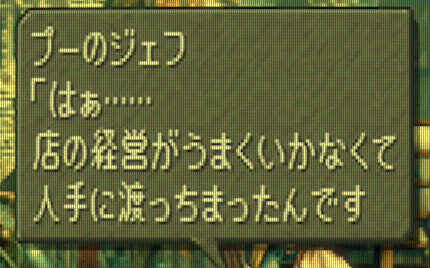 プーのジェフ
「はぁ……
店の経営がうまくいかなくて
人手に渡っちまったんです